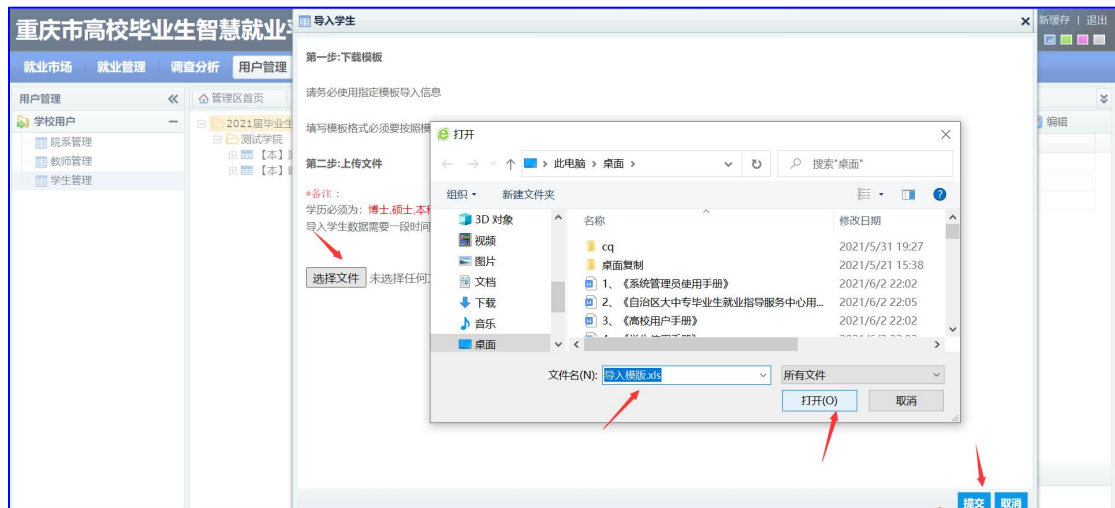 重庆市高校毕业生智慧就业
新缓存 | 退出
就业市场 就业管理 调查分析 用户管理
用户管理
学校用户
院系管理
教师管理
学生管理
管理区首页
2021届毕业生
测试学院
【本】
【本】
编辑
导入学生
第一步:下载模板
请务必使用指定模板导入信息
填写模板格式必须要按照模
第二步:上传文件
*备注：
学历必须为: 博士,硕士,本科
导入学生数据需要一段时间
选择文件 未选择任何
打开
此电脑 › 桌面 ›
搜索"桌面"
组织 新建文件夹
3D 对象
视频
图片
文档
下载
音乐
桌面
名称 修改日期
cq 2021/5/31 19:27
桌面复制 2021/5/21 15:38
1、《系统管理员使用手册》 2021/6/2 22:02
2、《自治区大中专毕业生就业指导服务中心用... 2021/6/2 22:05
3、《高校用户手册》 2021/6/2 22:02
文件名(N): 导入模版.xls 所有文件
打开(O) 取消
提交 取消